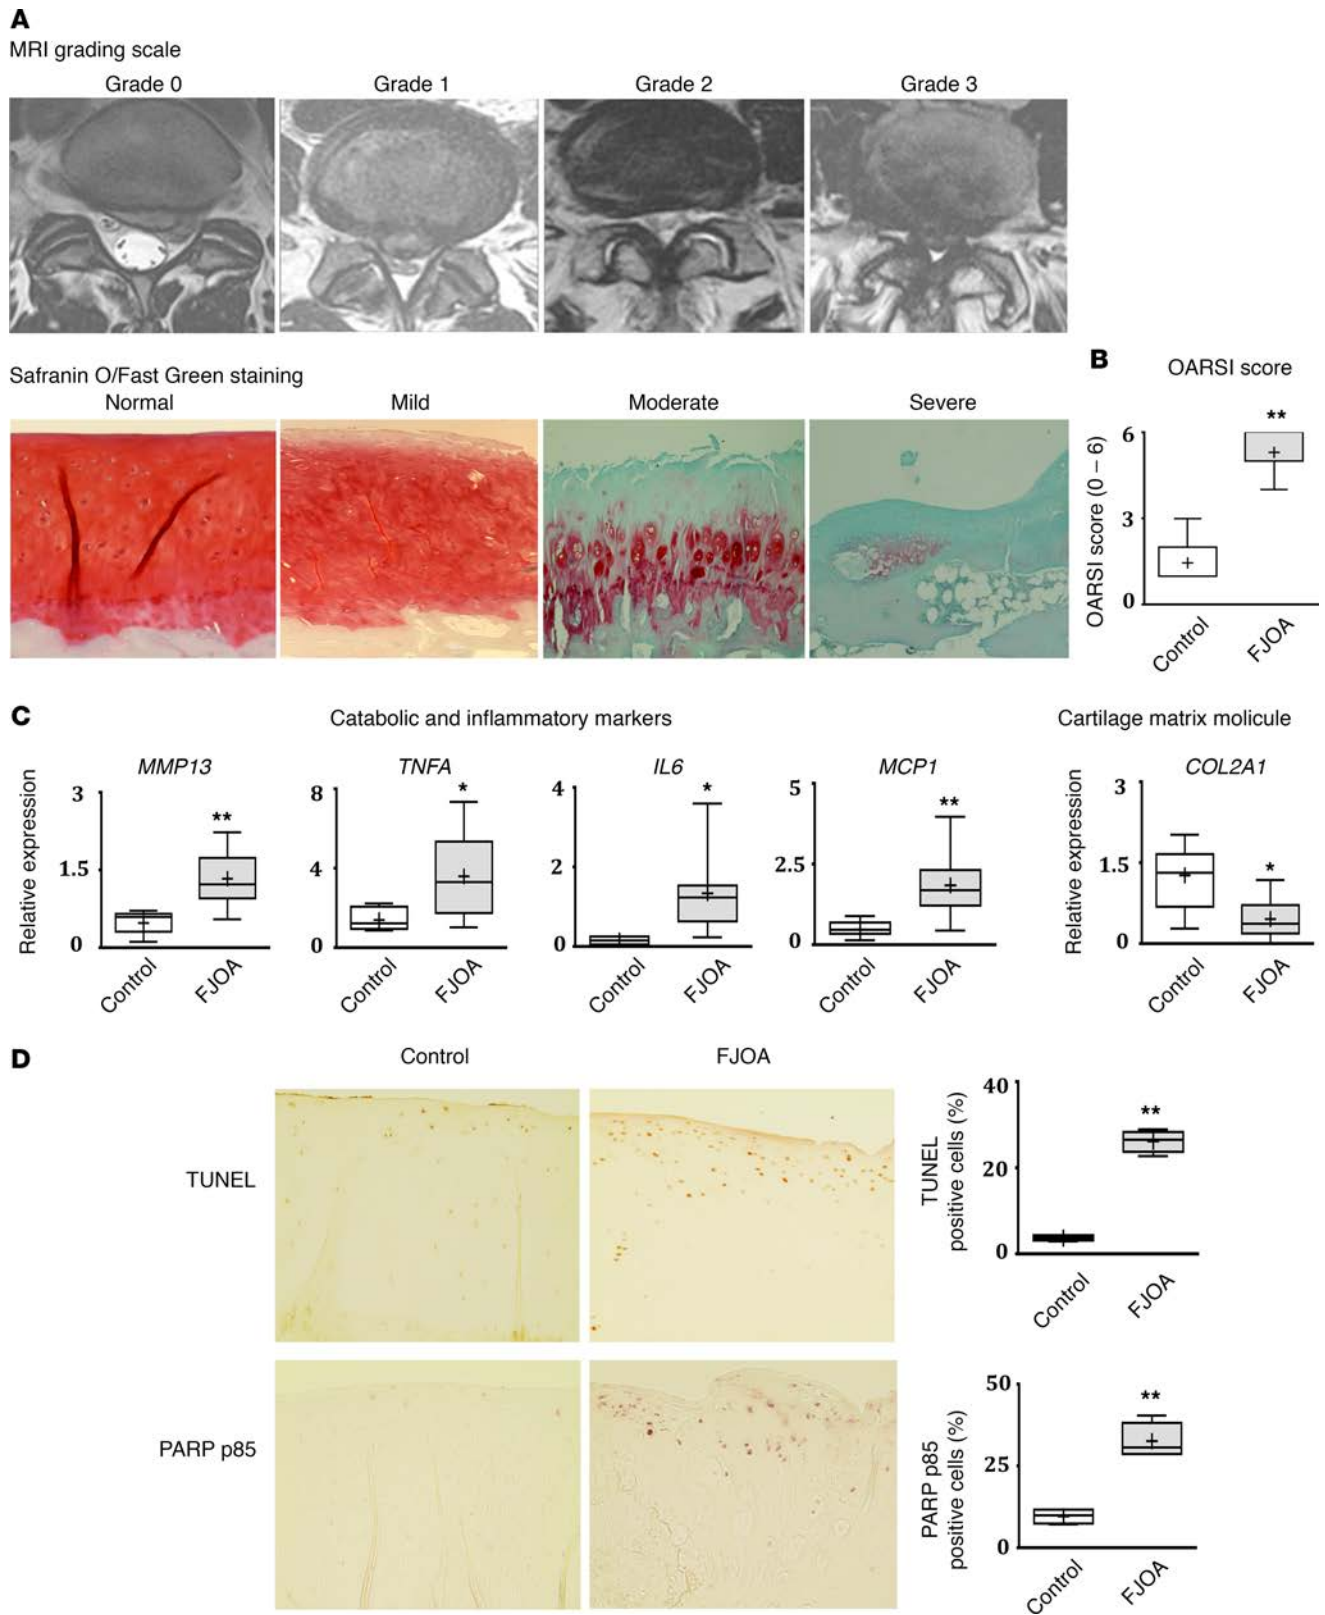 A
MRI grading scale
Grade 0
Grade 1
Grade 2
Grade 3
Safranin O/Fast Green staining
Normal
Mild
Moderate
Severe
B
OARSI score
**
OARSI score (0 – 6)
6
3
0
Control
FJOA
C
Catabolic and inflammatory markers
Cartilage matrix molicule
Relative expression
MMP13
3
1.5
0
**
Control
FJOA
TNFA
8
4
0
*
Control
FJOA
IL6
4
2
0
*
Control
FJOA
MCP1
5
2.5
0
**
Control
FJOA
Relative expression
COL2A1
3
1.5
0
*
Control
FJOA
D
Control
FJOA
TUNEL
TUNEL
positive cells (%)
40
20
0
**
Control
FJOA
PARP p85
PARP p85
positive cells (%)
50
25
0
**
Control
FJOA